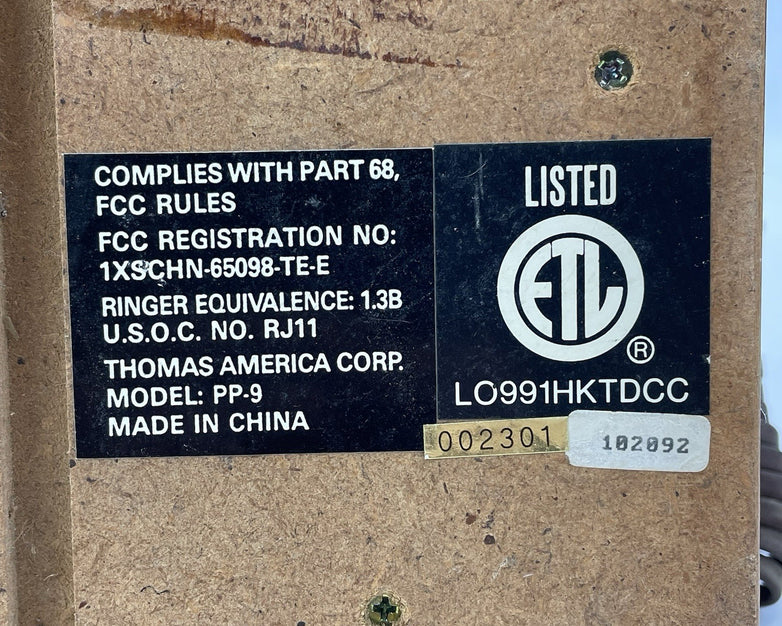 COMPLIES WITH PART 68,
FCC RULES
FCC REGISTRATION NO:
1XSCHN-65098-TE-E
RINGER EQUIVALENCE: 1.3B
U.S.O.C. NO. RJ11
THOMAS AMERICA CORP.
MODEL: PP-9
MADE IN CHINA
LISTED
ETL
®
LO991HKTDCC
002301
102092